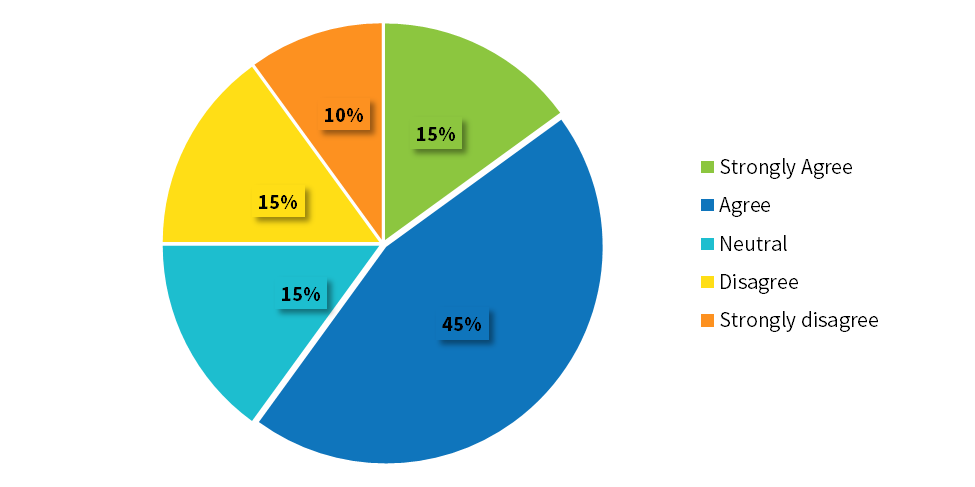 10%
15%
15%
15%
45%
Strongly Agree
Agree
Neutral
Disagree
Strongly disagree